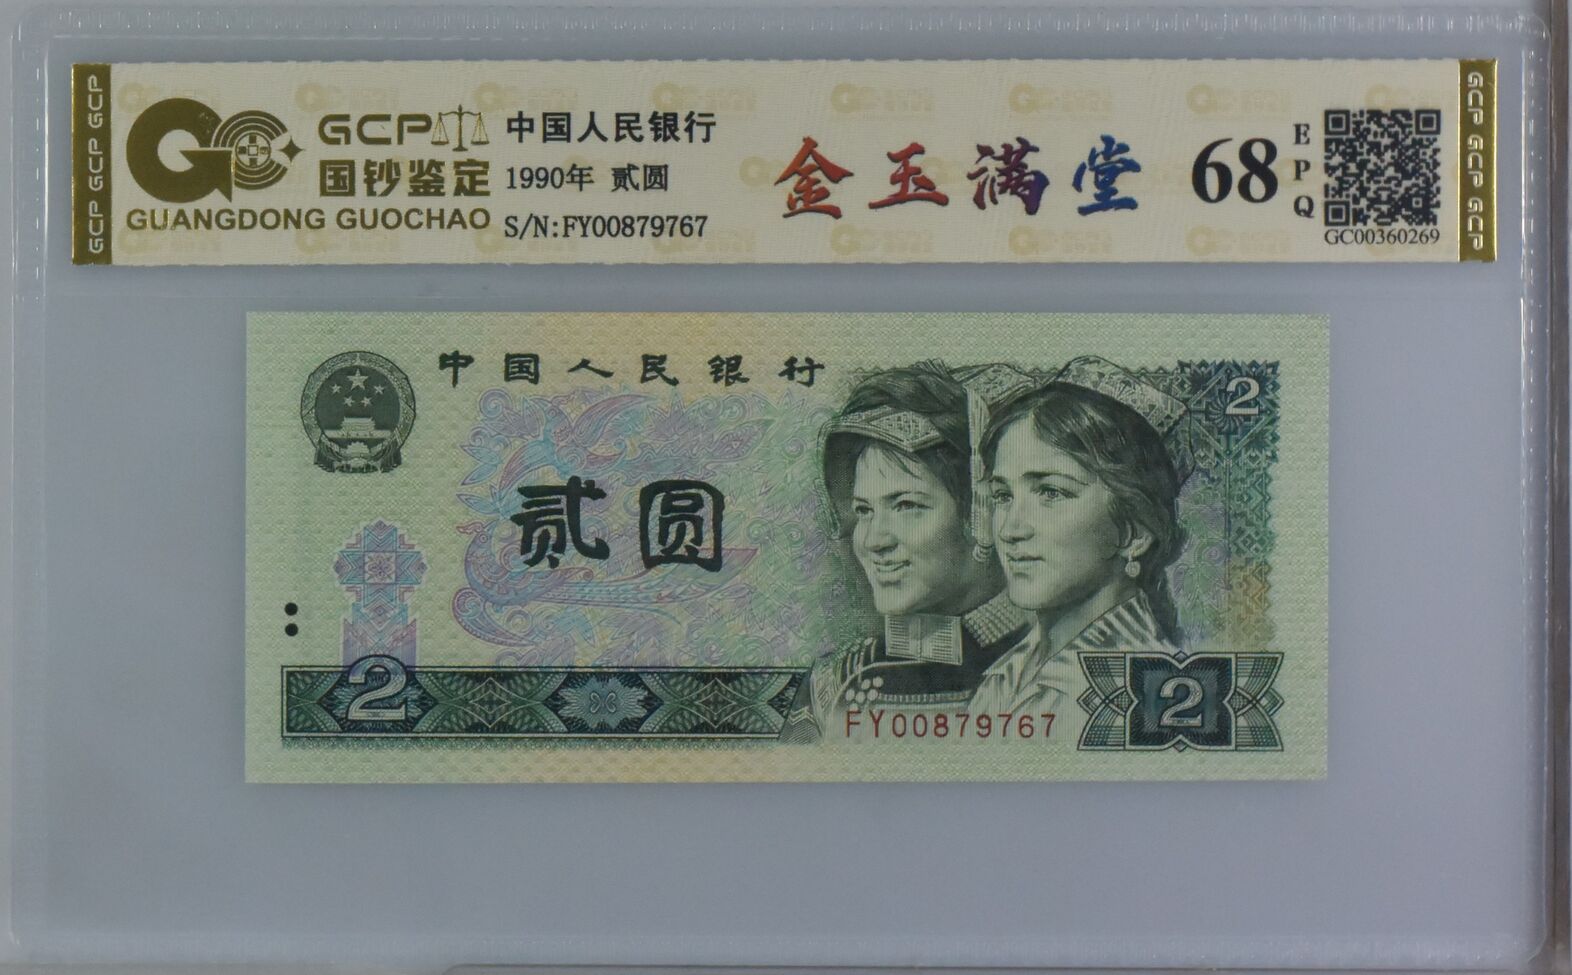 GCP GCP GCP
GCP
国钞鉴定
GUANGDONG GUOCHAO
中国人民银行
1990年 贰圆
S/N:FY00879767
金玉满堂
68
EPQ
GC00360269
GCP GCP GCP
中国人民银行
2
贰圆
2
FY00879767
2